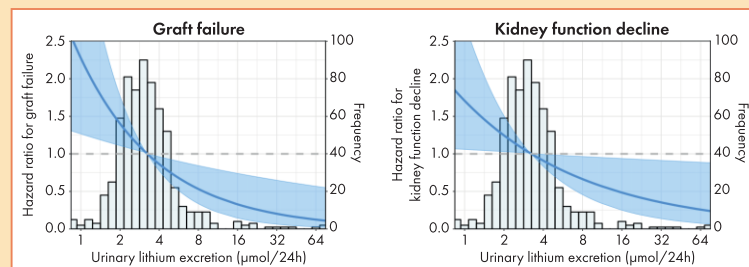 Graft failure
2.5
2.0
1.5
1.0
0.5
0.0
Hazard ratio for graft failure
100
80
60
40
20
0
Frequency
1 2 4 8 16 32 64
Urinary lithium excretion (µmol/24h)
Kidney function decline
2.5
2.0
1.5
1.0
0.5
0.0
Hazard ratio for
kidney function decline
100
80
60
40
20
0
Frequency
1 2 4 8 16 32 64
Urinary lithium excretion (µmol/24h)